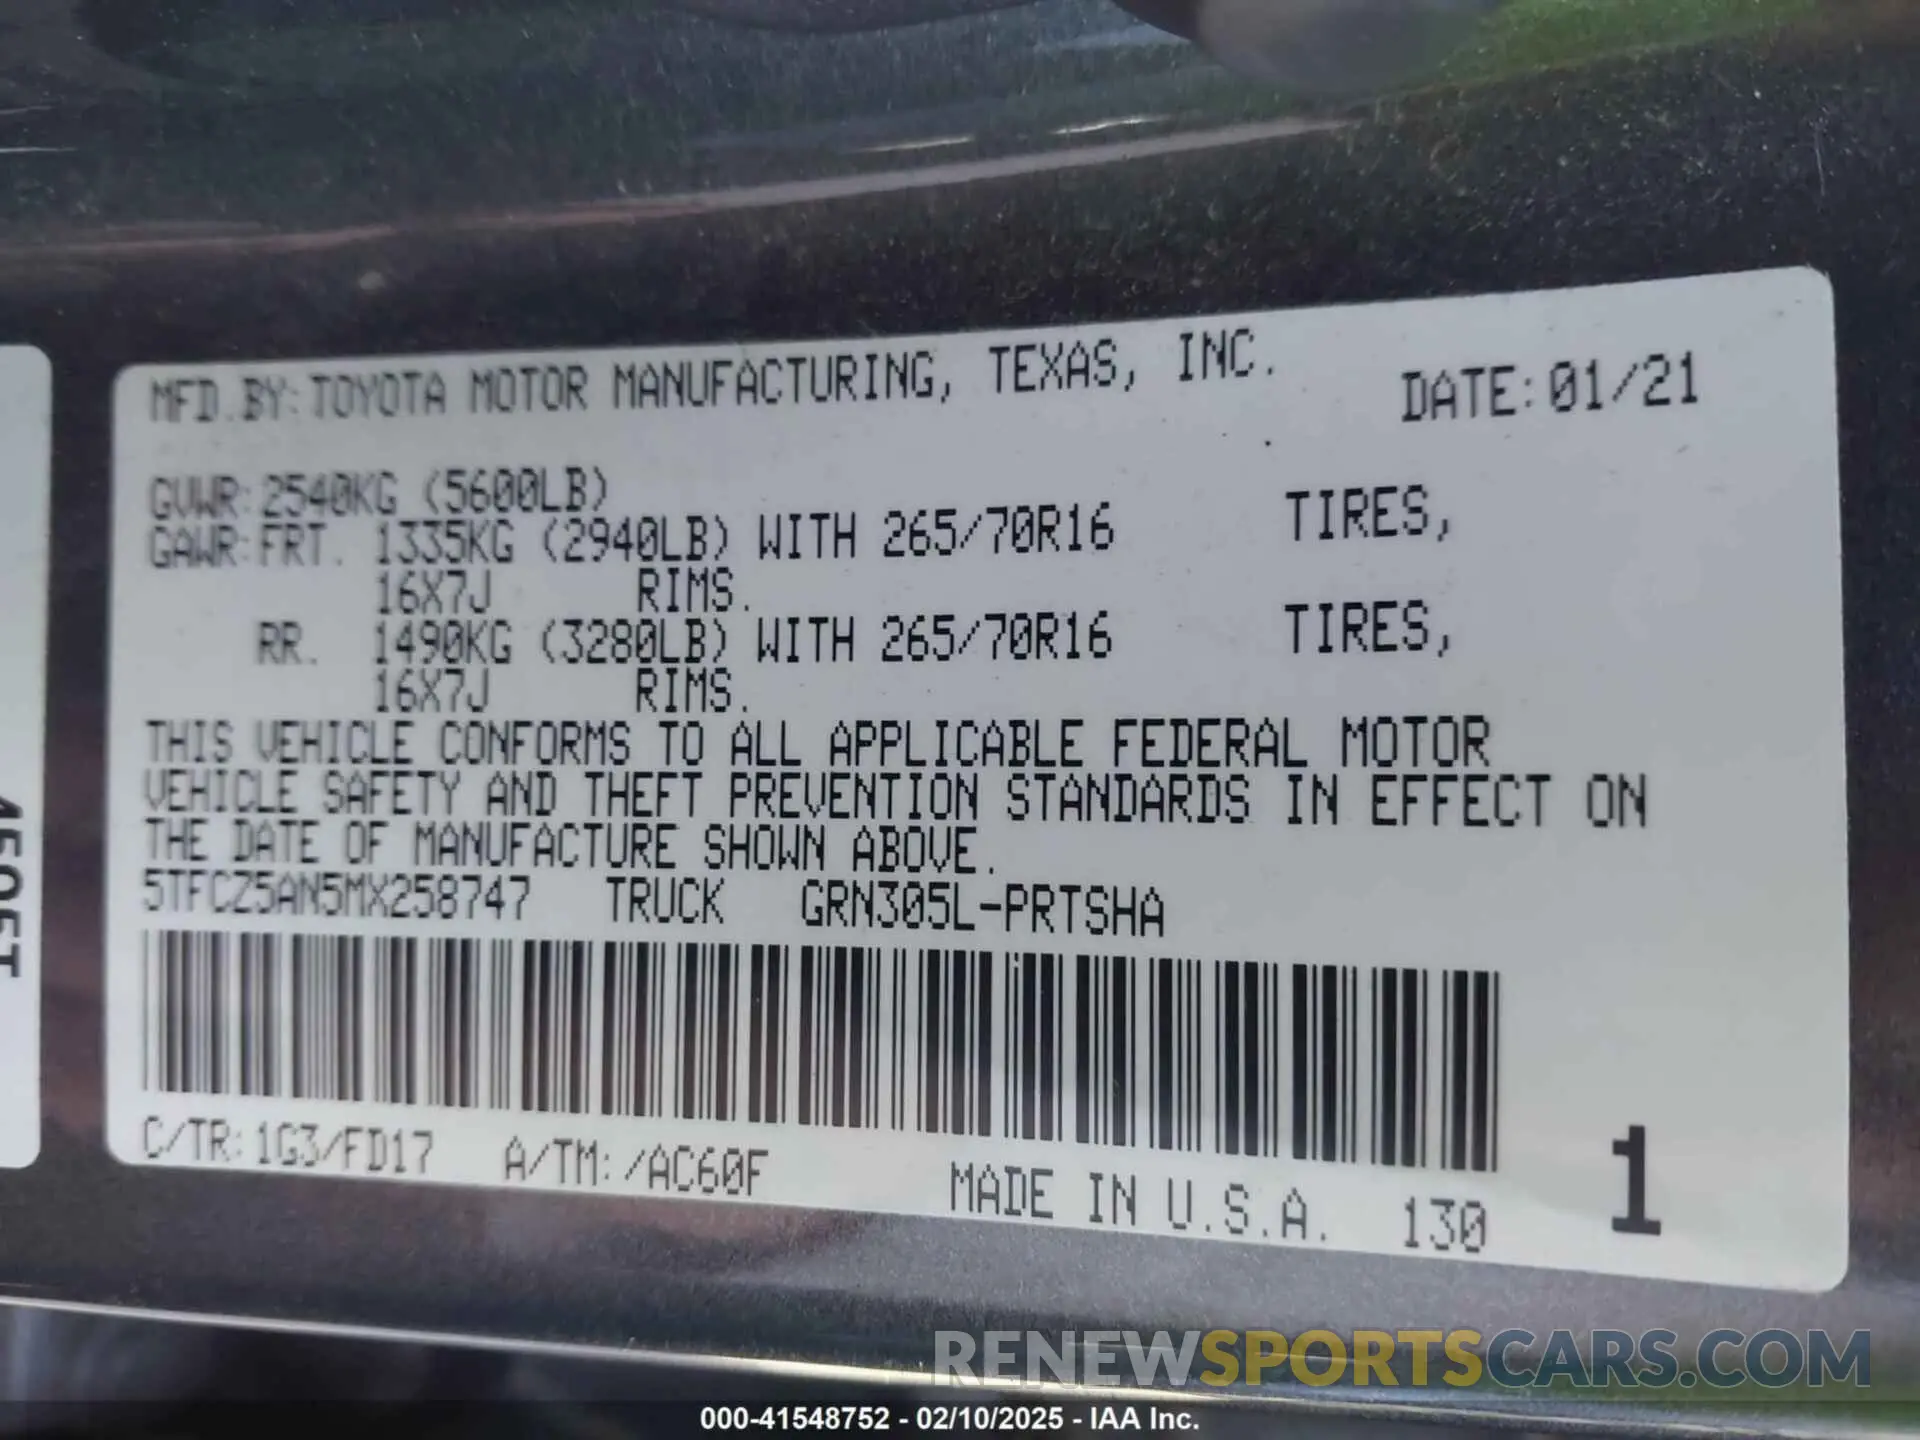 MFD.BY:TOYOTA MOTOR MANUFACTURING, TEXAS, INC. DATE:01/21
GVWR:2540KG (5600LB)
GAWR:FRT. 1335KG (2940LB) WITH 265/70R16 TIRES,
16X7J RIMS.
RR. 1490KG (3280LB) WITH 265/70R16 TIRES,
16X7J RIMS.
THIS VEHICLE CONFORMS TO ALL APPLICABLE FEDERAL MOTOR
VEHICLE SAFETY AND THEFT PREVENTION STANDARDS IN EFFECT ON
THE DATE OF MANUFACTURE SHOWN ABOVE.
5TFCZ5AN5MX258747 TRUCK GRN305L-PRTSHA
C/TR:1G3/FD17 A/TM:/AC60F MADE IN U.S.A. 130 1
RENEWSPORTSCARS.COM
000-41548752 - 02/10/2025 - IAA Inc.